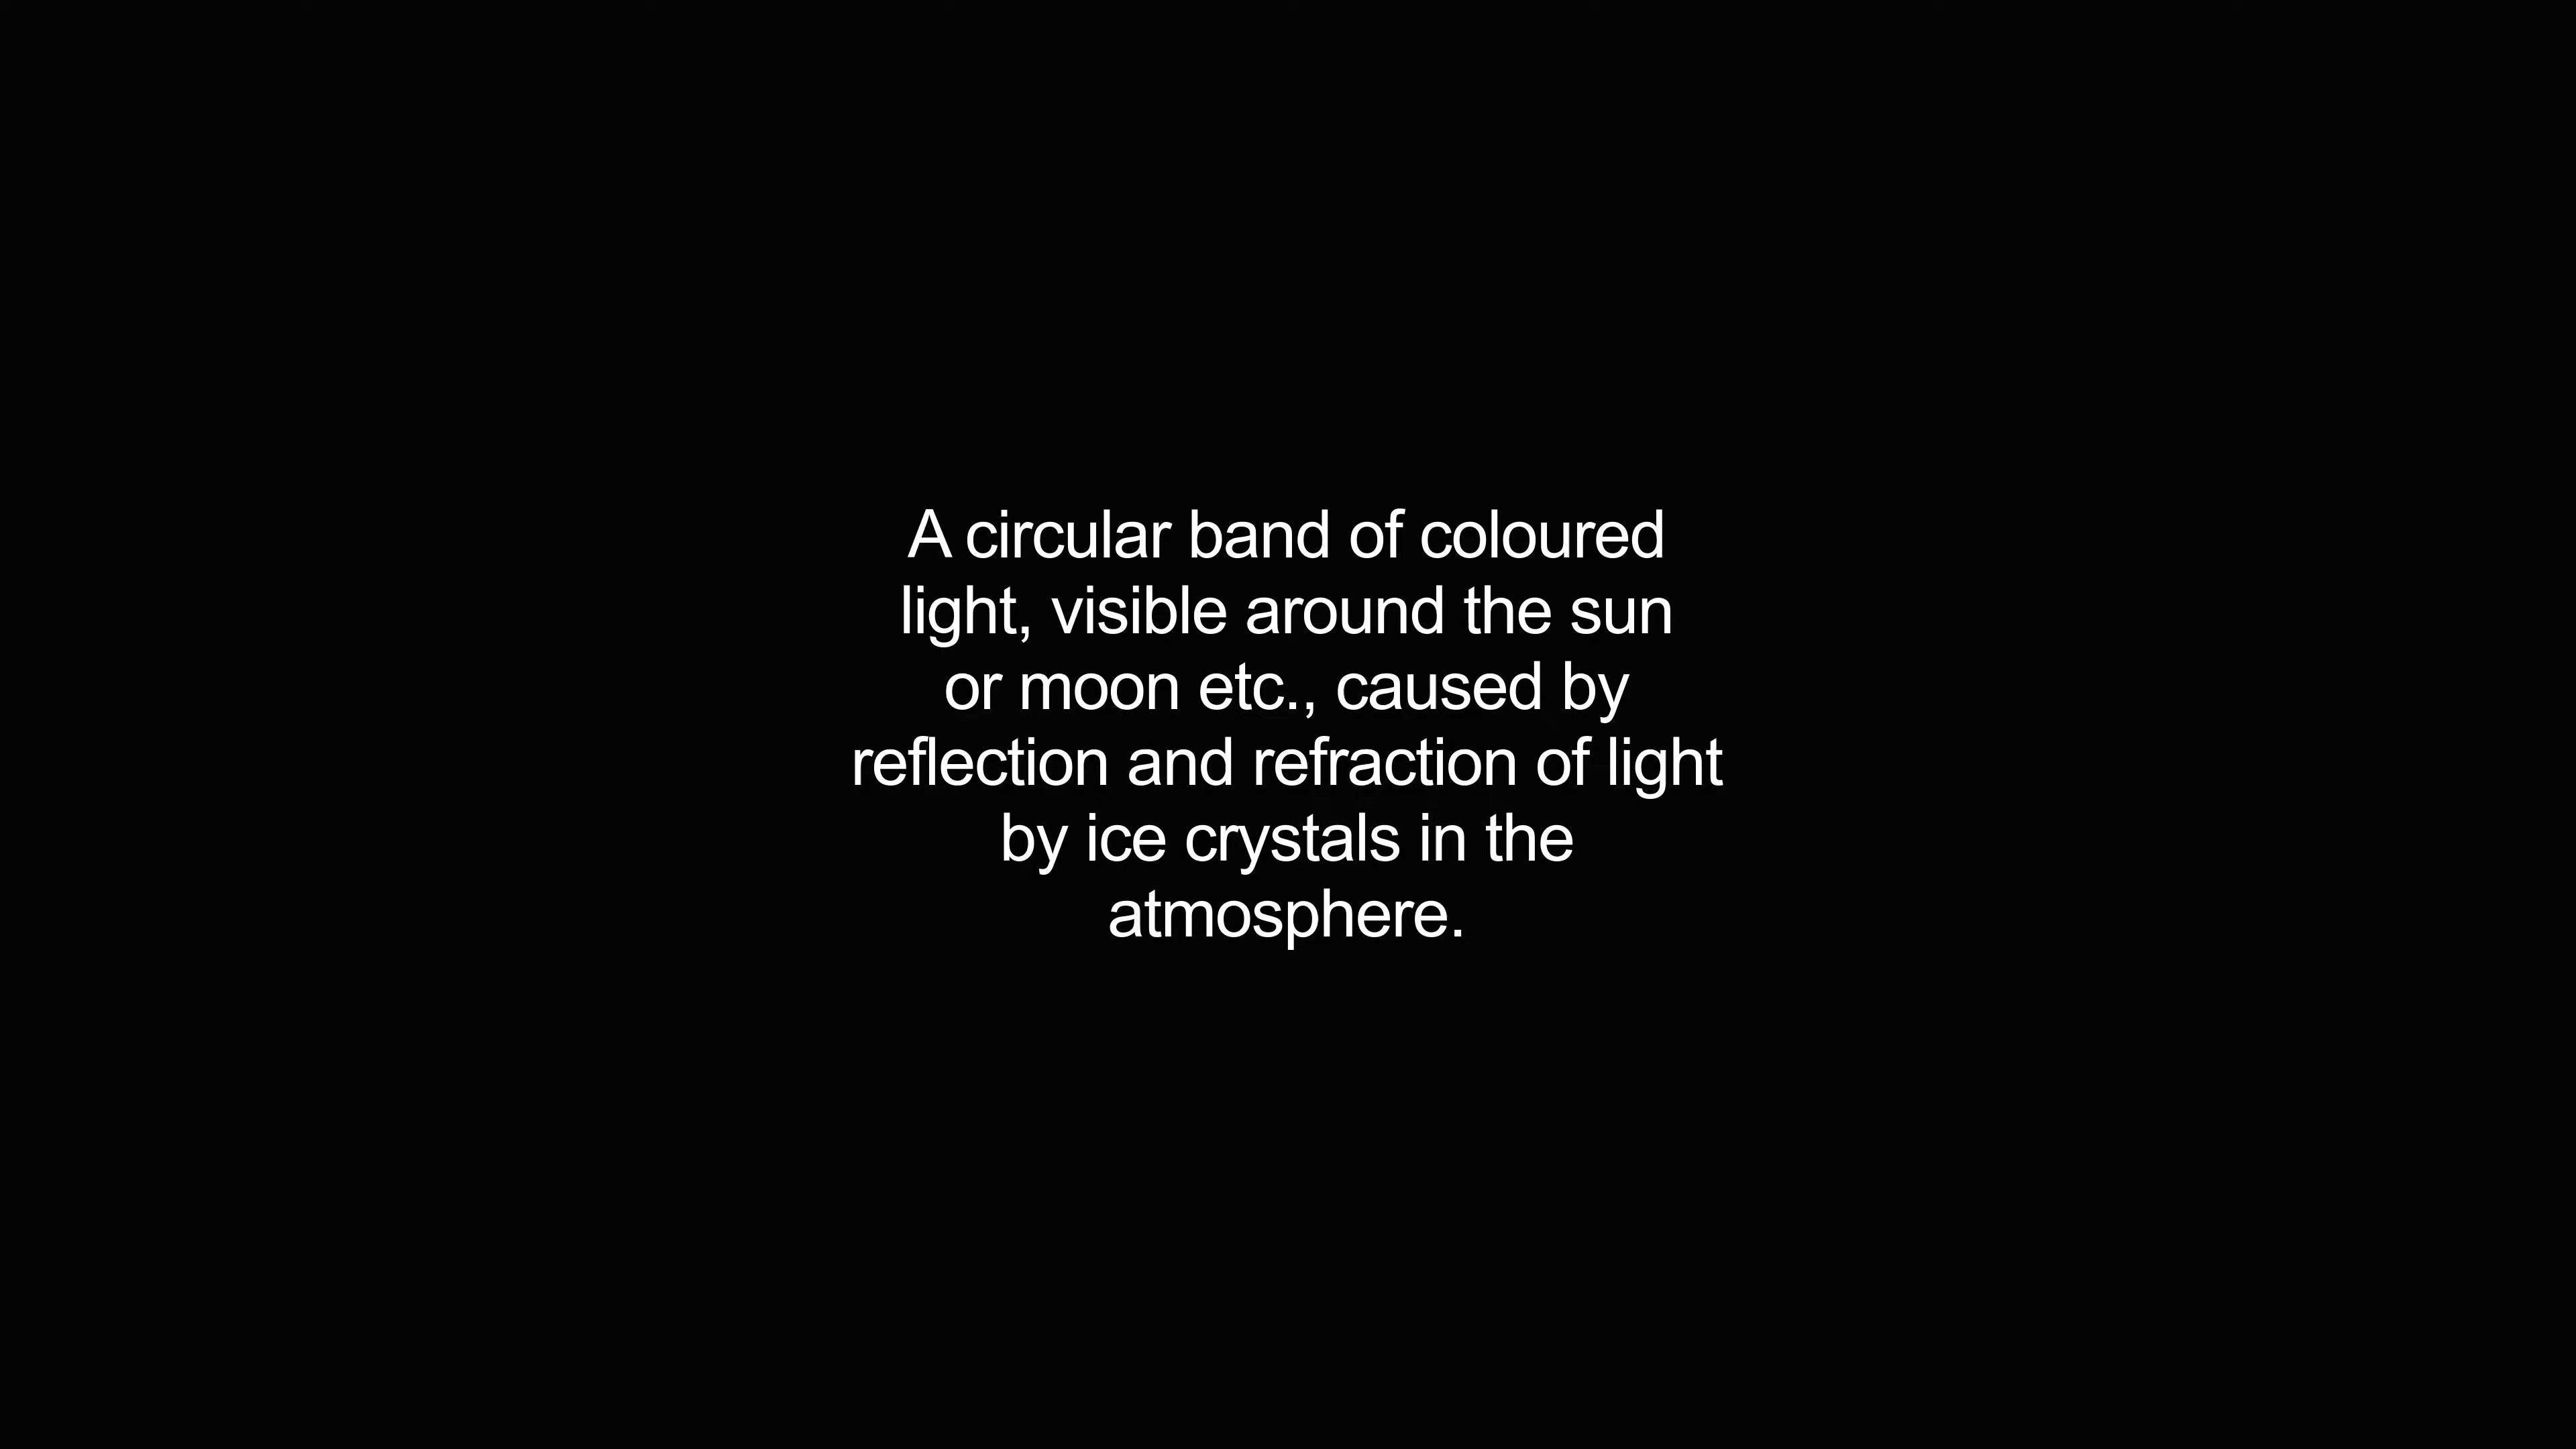 A circular band of coloured
light, visible around the sun
or moon etc., caused by
reflection and refraction of light
by ice crystals in the
atmosphere.